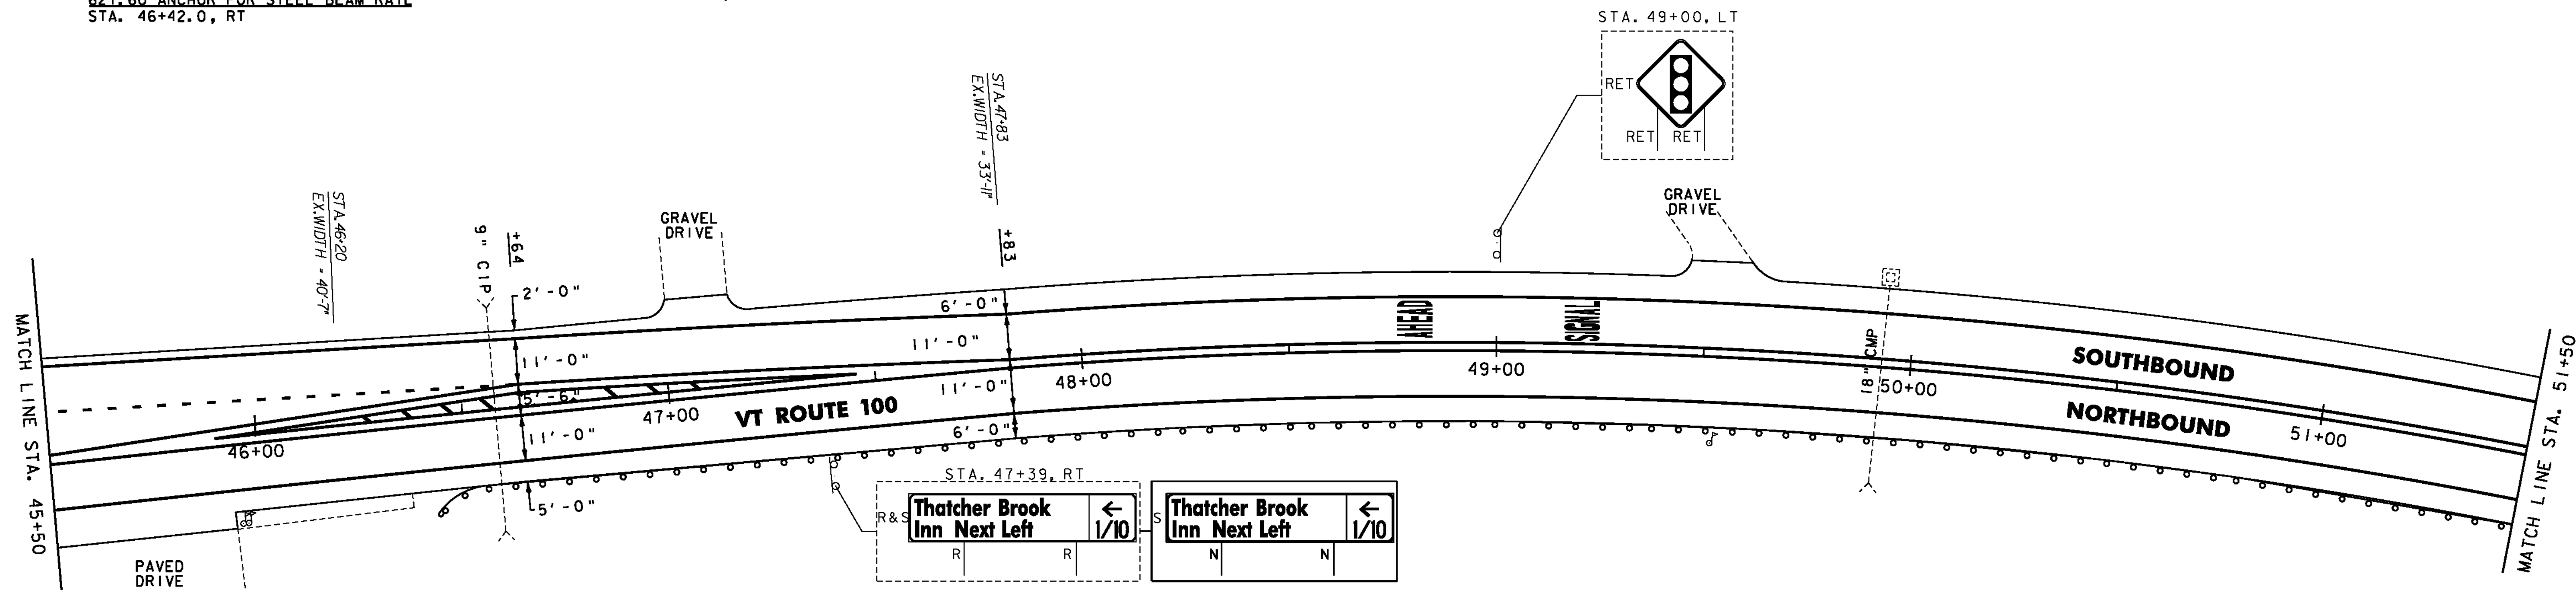 621.60 ANCHOR FOR STEEL BEAM RAIL
STA. 46+42.0, RT
STA. 49+00, LT
RET
RET RET
STA.47+83
EX.WIDTH = 33'-11"
STA.46+20
EX.WIDTH = 40'-7"
GRAVEL
DRIVE
GRAVEL
DRIVE
9" CIP
+64
+83
2'-0"
6'-0"
11'-0"
11'-0"
5'-6"
11'-0"
11'-0"
6'-0"
5'-0"
AHEAD
SIGNAL
18" CMP
MATCH LINE STA. 45+50
46+00
47+00
VT ROUTE 100
48+00
49+00
50+00
51+00
SOUTHBOUND
NORTHBOUND
MATCH LINE STA. 51+50
STA. 47+39, RT
R&S
Thatcher Brook
Inn Next Left
←
1/10
R R
S
Thatcher Brook
Inn Next Left
←
1/10
N N
PAVED
DRIVE